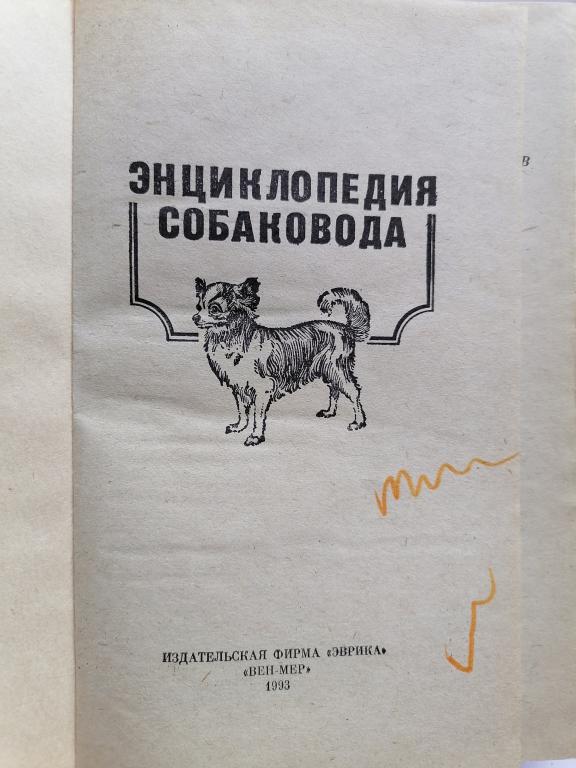 ЭНЦИКЛОПЕДИЯ
СОБАКОВОДА
В
ИЗДАТЕЛЬСКАЯ ФИРМА «ЭВРИКА»
«ВЕН-МЕР»
1993